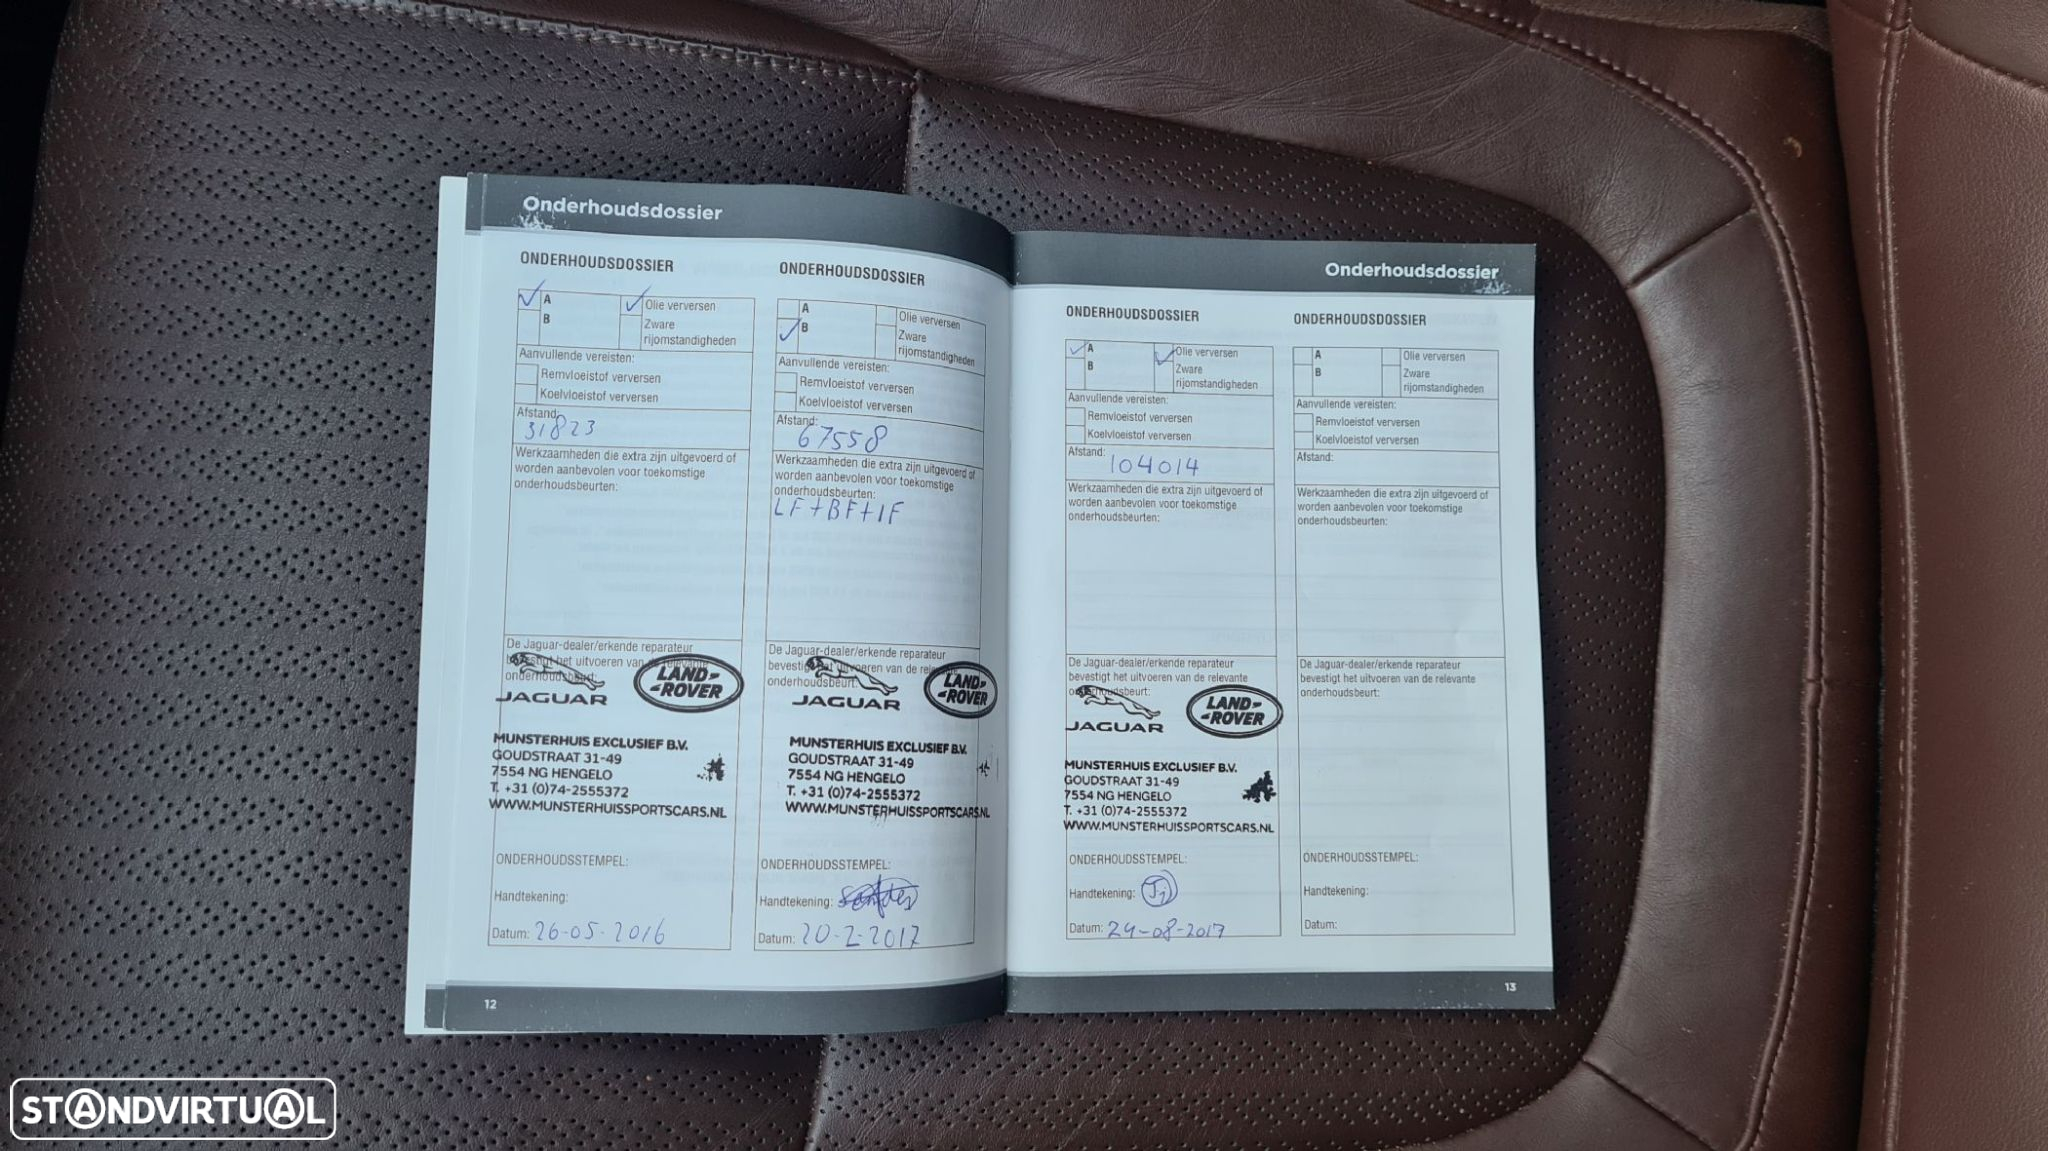 Onderhoudsdossier
ONDERHOUDSDOSSIER
A
Olie verversen
B
Zware
rijomstandigheden
Aanvullende vereisten:
Remvloeistof verversen
Koelvloeistof verversen
Afstand:
31823
Werkzaamheden die extra zijn uitgevoerd of
worden aanbevolen voor toekomstige
onderhoudsbeurten:
De Jaguar-dealer/erkende reparateur
bevestigt het uitvoeren van de relevante
onderhoudsbeurt:
JAGUAR
LAND-
-ROVER
MUNSTERHUIS EXCLUSIEF B.V.
GOUDSTRAAT 31-49
7554 NG HENGELO
T. +31 (0)74-2555372
WWW.MUNSTERHUISSPORTSCARS.NL
ONDERHOUDSSTEMPEL:
Handtekening:
Datum: 26-05-2016
12
ONDERHOUDSDOSSIER
A
Olie verversen
B
Zware
rijomstandigheden
Aanvullende vereisten:
Remvloeistof verversen
Koelvloeistof verversen
Afstand:
67558
Werkzaamheden die extra zijn uitgevoerd of
worden aanbevolen voor toekomstige
onderhoudsbeurten:
LF+BF+IF
De Jaguar-dealer/erkende reparateur
bevestigt het uitvoeren van de relevante
onderhoudsbeurt:
JAGUAR
LAND-
-ROVER
MUNSTERHUIS EXCLUSIEF B.V.
GOUDSTRAAT 31-49
7554 NG HENGELO
T. +31 (0)74-2555372
WWW.MUNSTERHUISSPORTSCARS.NL
ONDERHOUDSSTEMPEL:
Handtekening:
Datum: 20-2-2017
Onderhoudsdossier
ONDERHOUDSDOSSIER
A
Olie verversen
B
Zware
rijomstandigheden
Aanvullende vereisten:
Remvloeistof verversen
Koelvloeistof verversen
Afstand:
104014
Werkzaamheden die extra zijn uitgevoerd of
worden aanbevolen voor toekomstige
onderhoudsbeurten:
De Jaguar-dealer/erkende reparateur
bevestigt het uitvoeren van de relevante
onderhoudsbeurt:
JAGUAR
LAND-
-ROVER
MUNSTERHUIS EXCLUSIEF B.V.
GOUDSTRAAT 31-49
7554 NG HENGELO
T. +31 (0)74-2555372
WWW.MUNSTERHUISSPORTSCARS.NL
ONDERHOUDSSTEMPEL:
Handtekening:
Datum: 24-08-2017
ONDERHOUDSDOSSIER
A
Olie verversen
B
Zware
rijomstandigheden
Aanvullende vereisten:
Remvloeistof verversen
Koelvloeistof verversen
Afstand:
Werkzaamheden die extra zijn uitgevoerd of
worden aanbevolen voor toekomstige
onderhoudsbeurten:
De Jaguar-dealer/erkende reparateur
bevestigt het uitvoeren van de relevante
onderhoudsbeurt:
ONDERHOUDSSTEMPEL:
Handtekening:
Datum:
13
STANDVIRTUAL